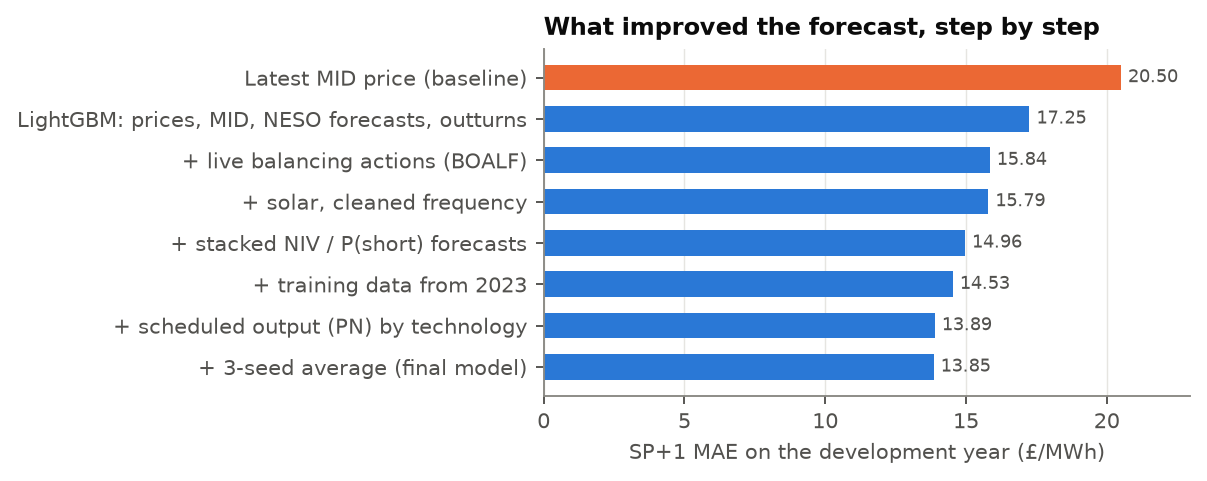 What improved the forecast, step by step
Latest MID price (baseline)
20.50
LightGBM: prices, MID, NESO forecasts, outturns
17.25
+ live balancing actions (BOALF)
15.84
+ solar, cleaned frequency
15.79
+ stacked NIV / P(short) forecasts
14.96
+ training data from 2023
14.53
+ scheduled output (PN) by technology
13.89
+ 3-seed average (final model)
13.85
0 5 10 15 20
SP+1 MAE on the development year (£/MWh)